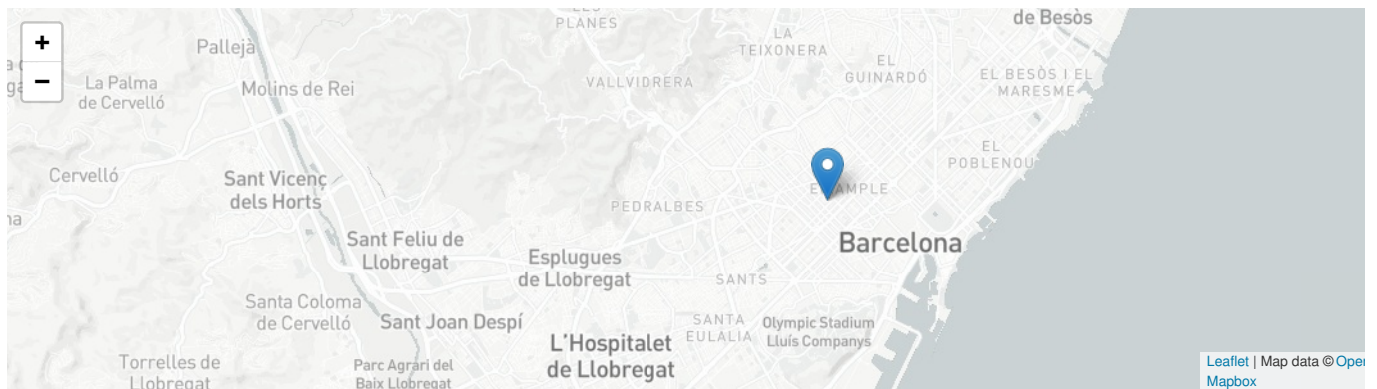 +
−
LES
PLANES
de Besòs
Pallejà
LA
TEIXONERA
EL
GUINARDÓ
La Palma
de Cervelló
Molins de Rei
VALLVIDRERA
EL BESÒS I EL
MARESME
EL
POBLENOU
Cervelló
Sant Vicenç
dels Horts
PEDRALBES
Barcelona
Sant Feliu de
Llobregat
Esplugues
de Llobregat
SANTS
Santa Coloma
de Cervelló
Sant Joan Despí
SANTA
EULALIA
Olympic Stadium
Lluís Companys
L'Hospitalet
de Llobregat
Torrelles de
Llobregat
Parc Agrari del
Baix Llobregat
Leaflet | Map data © Open
Mapbox